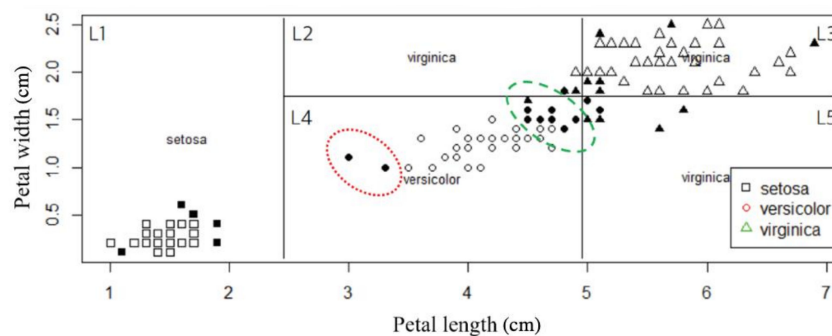 2.5
2.0
1.5
1.0
0.5
Petal width (cm)
L1
L2
L3
virginica
virginica
L4
L5
setosa
versicolor
virginica
setosa
versicolor
virginica
1
2
3
4
5
6
7
Petal length (cm)